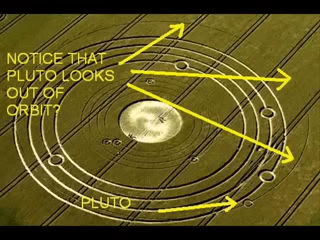 NOTICE THAT
PLUTO LOOKS
OUT OF
ORBIT?
PLUTO